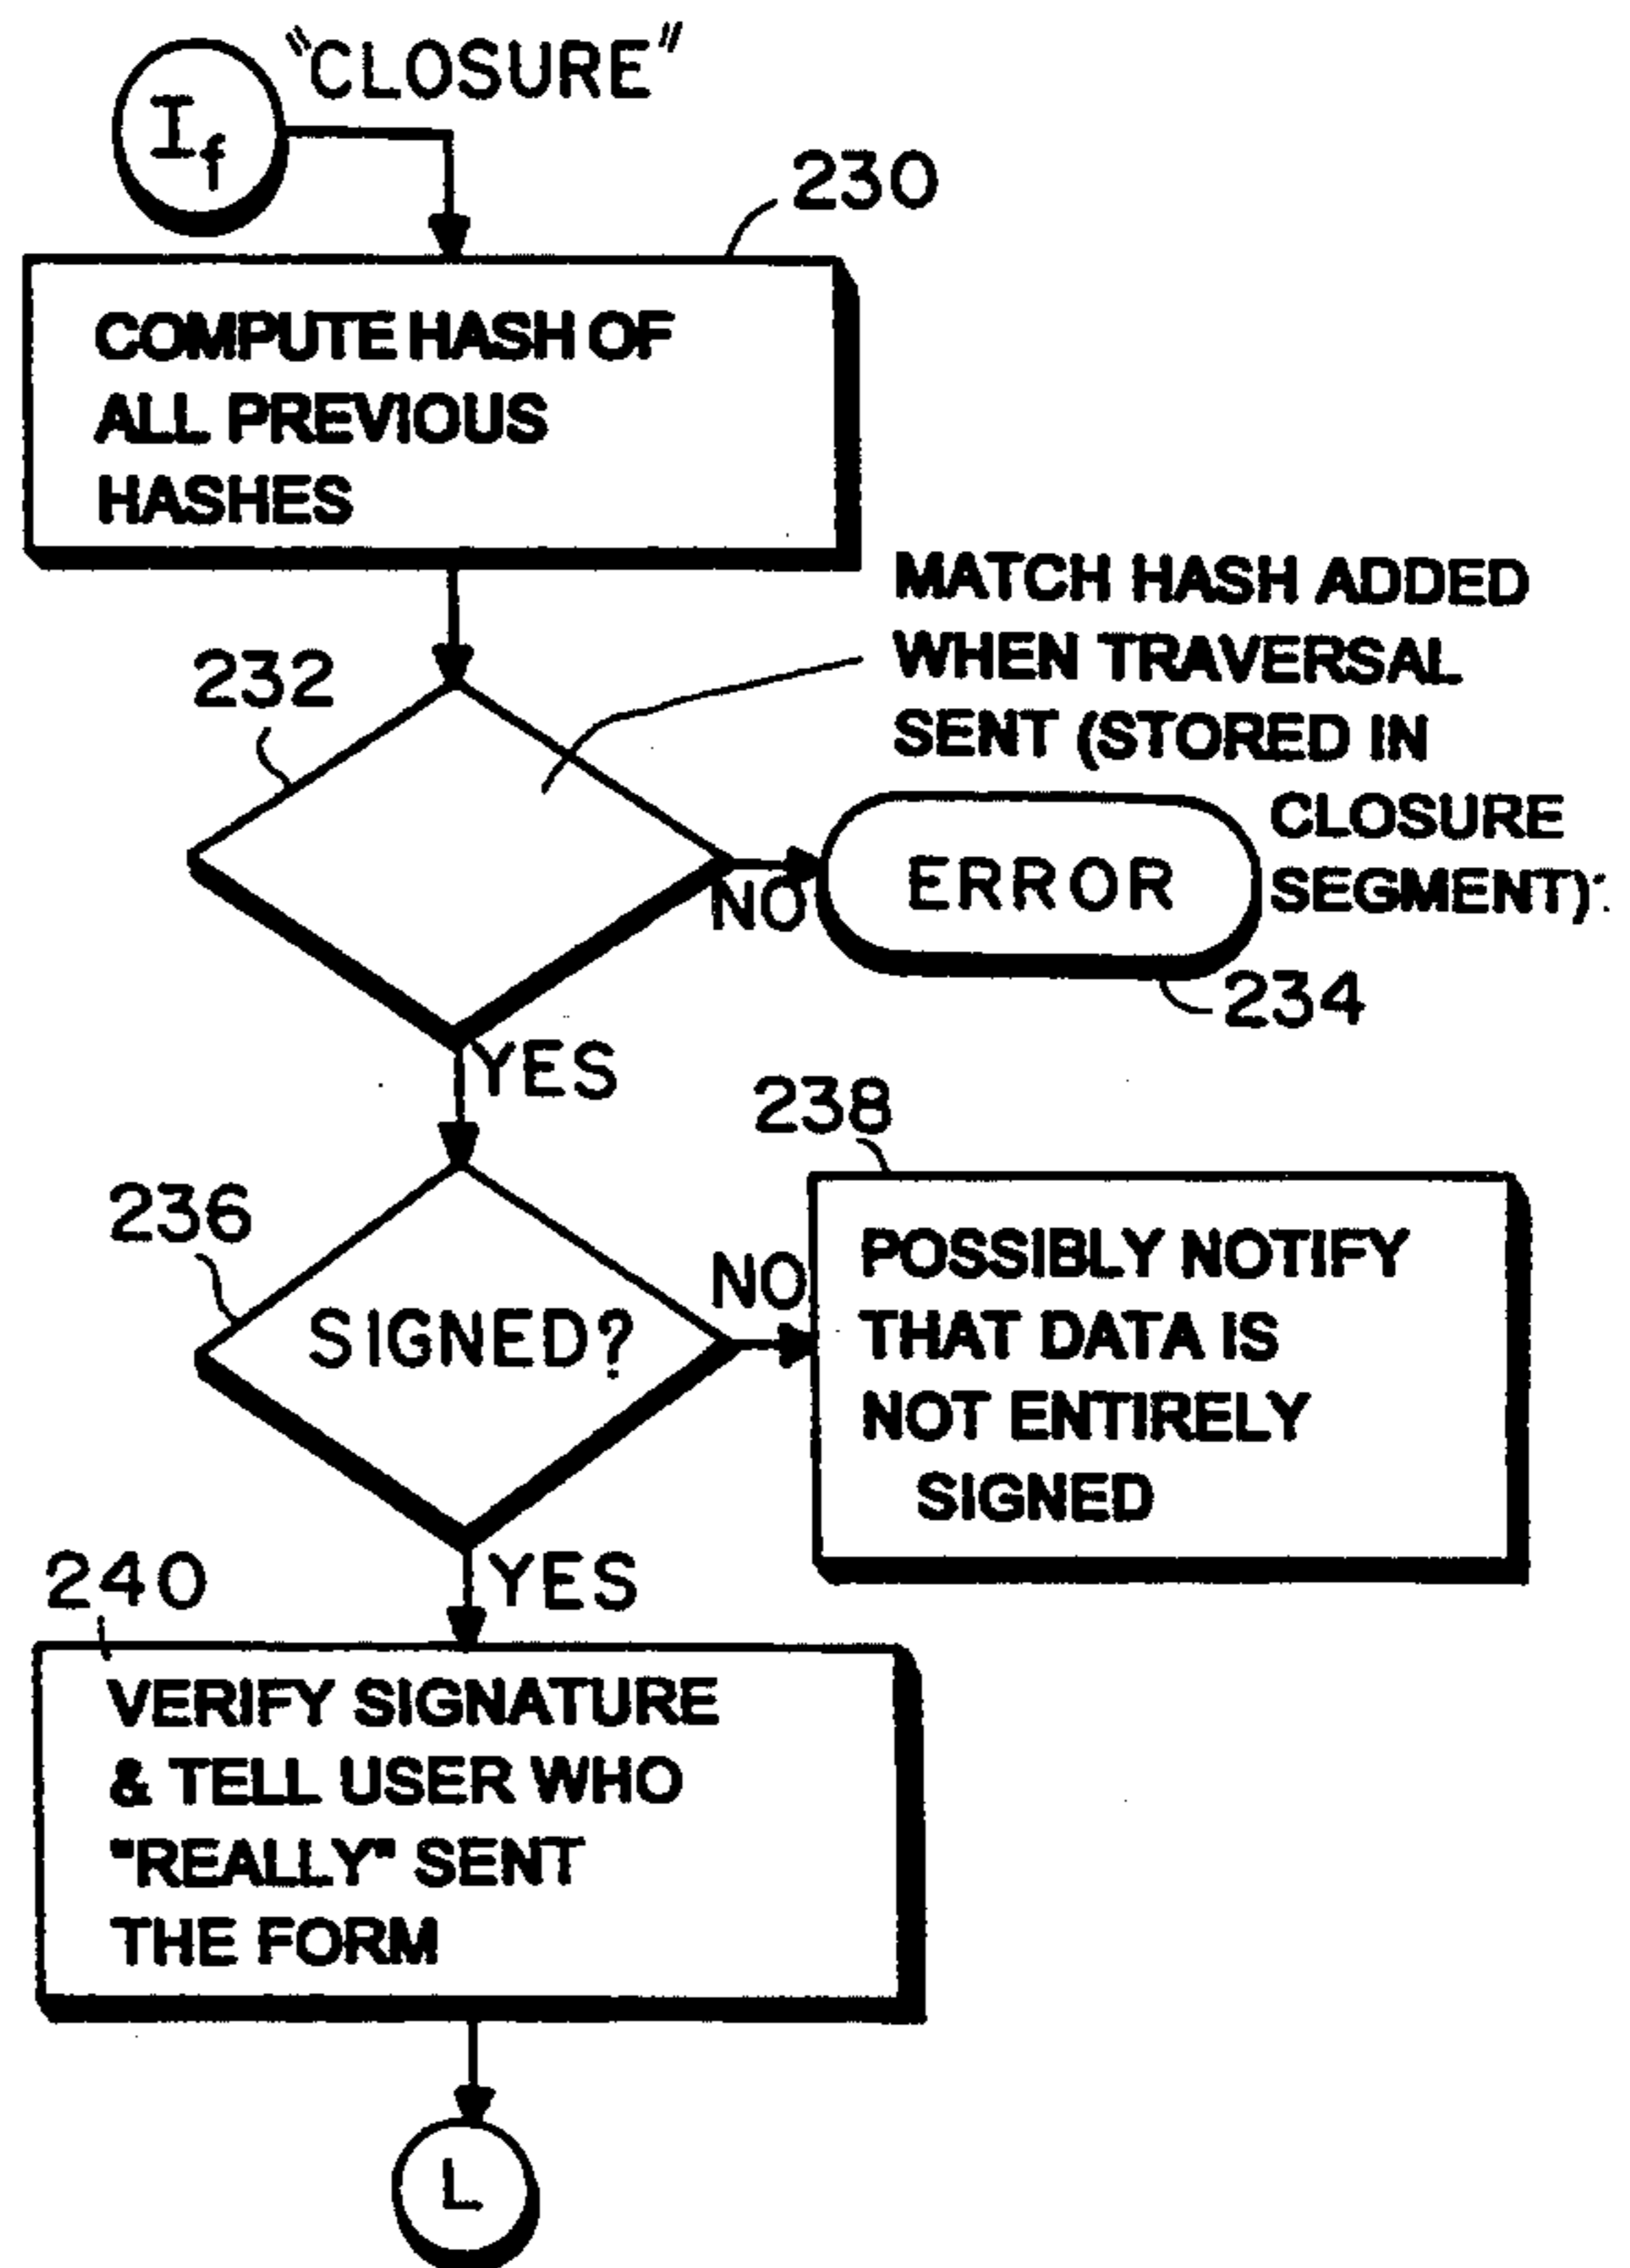 "CLOSURE"
If
230
COMPUTE HASH OF
ALL PREVIOUS
HASHES
MATCH HASH ADDED
WHEN TRAVERSAL
SENT (STORED IN
CLOSURE
SEGMENT)?
232
ERROR
NO
234
YES
238
236
SIGNED?
NO
POSSIBLY NOTIFY
THAT DATA IS
NOT ENTIRELY
SIGNED
YES
240
VERIFY SIGNATURE
& TELL USER WHO
"REALLY" SENT
THE FORM
L